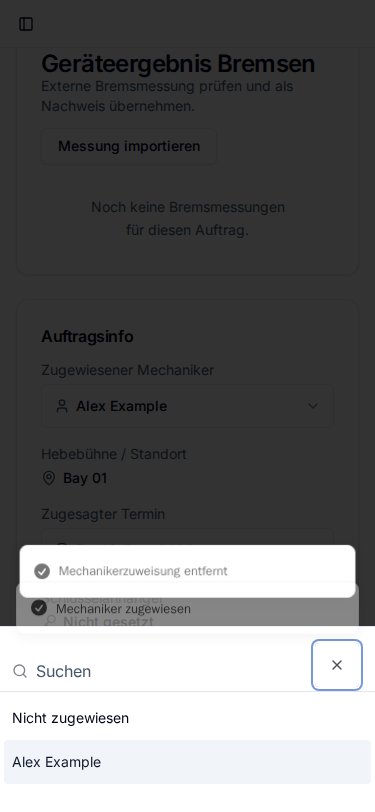 Geräteergebnis Bremsen
Externe Bremsmessung prüfen und als
Nachweis übernehmen.
Messung importieren
Noch keine Bremsmessungen
für diesen Auftrag.
Auftragsinfo
Zugewiesener Mechaniker
Alex Example
Hebebühne / Standort
Bay 01
Zugesagter Termin
Mechanikerzuweisung entfernt
Schlüsselanhänger
Mechaniker zugewiesen
Nicht gesetzt
Suchen
Nicht zugewiesen
Alex Example